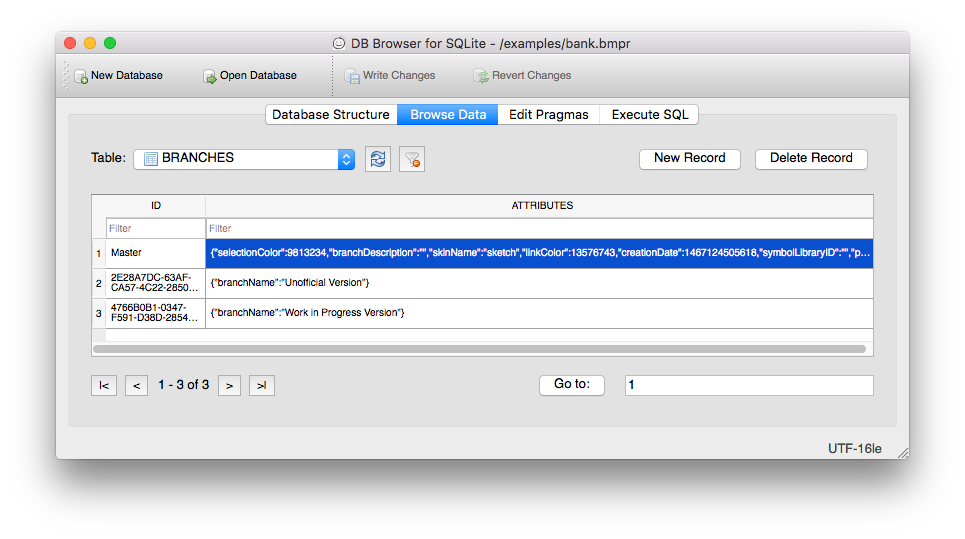 DB Browser for SQLite - /examples/bank.bmpr
New Database Open Database Write Changes Revert Changes
Database Structure Browse Data Edit Pragmas Execute SQL
Table: BRANCHES New Record Delete Record
ID ATTRIBUTES
Filter Filter
1 Master {"selectionColor":9813234,"branchDescription":"","skinName":"sketch","linkColor":13576743,"creationDate":1467124505618,"symbolLibraryID":"","p...
2 2E28A7DC-63AF-
CA57-4C22-2850... {"branchName":"Unofficial Version"}
3 4766B0B1-0347-
F591-D38D-2854... {"branchName":"Work in Progress Version"}
|< < 1 - 3 of 3 > >| Go to: 1
UTF-16le